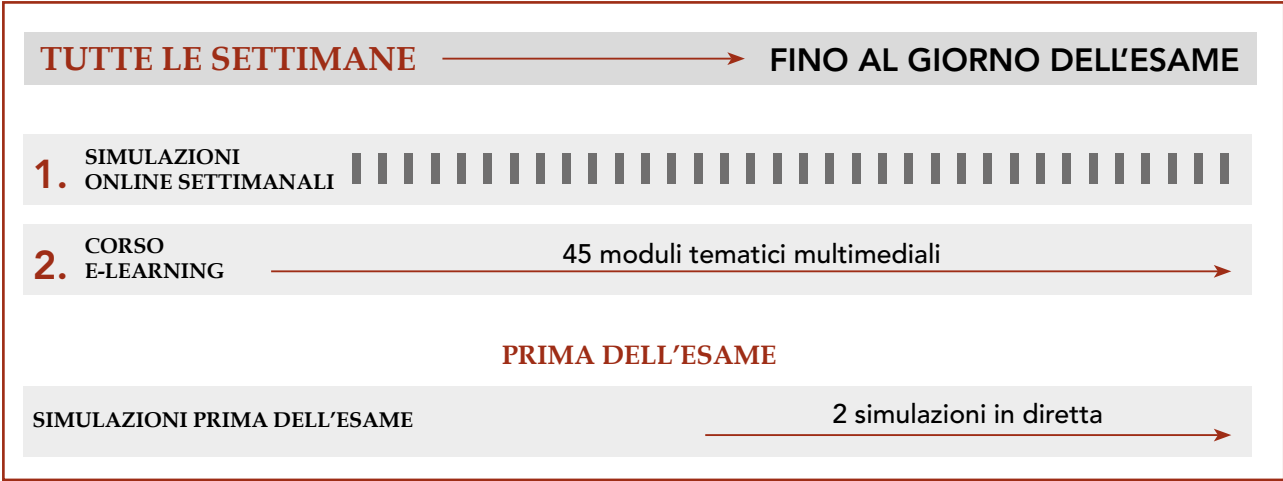 TUTTE LE SETTIMANE FINO AL GIORNO DELL'ESAME
1. SIMULAZIONI
ONLINE SETTIMANALI
2. CORSO
E-LEARNING
45 moduli tematici multimediali
PRIMA DELL'ESAME
SIMULAZIONI PRIMA DELL'ESAME
2 simulazioni in diretta